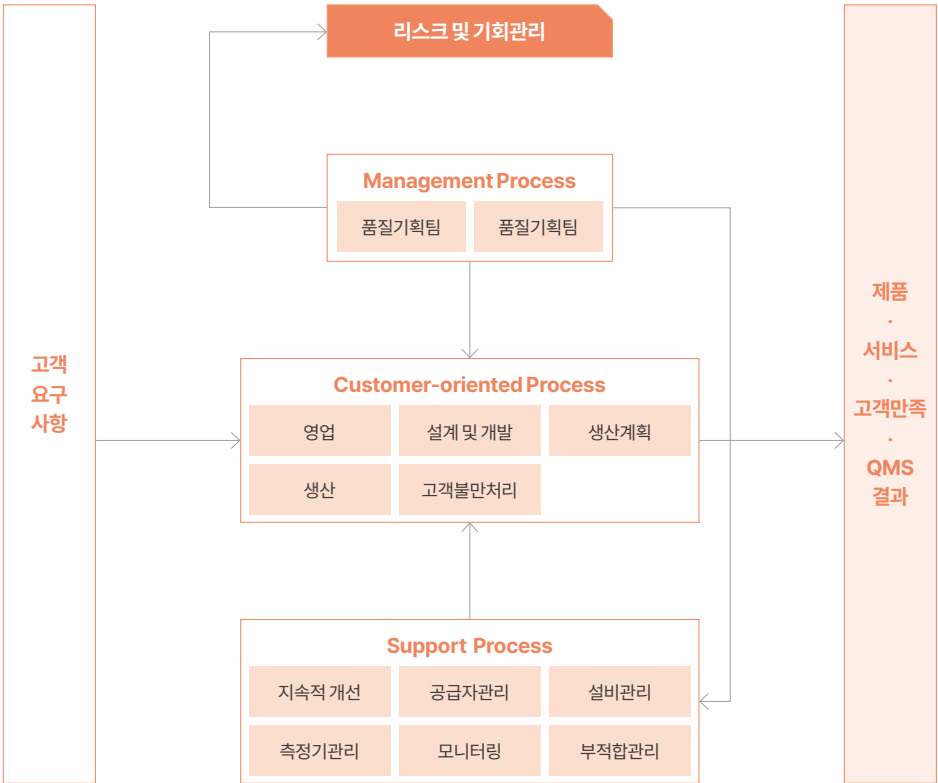 리스크 및 기회관리
Management Process
품질기획팀
품질기획팀
고객
요구
사항
Customer-oriented Process
영업
설계 및 개발
생산계획
생산
고객불만처리
Support Process
지속적 개선
공급자관리
설비관리
측정기관리
모니터링
부적합관리
제품
·
서비스
·
고객만족
·
QMS
결과